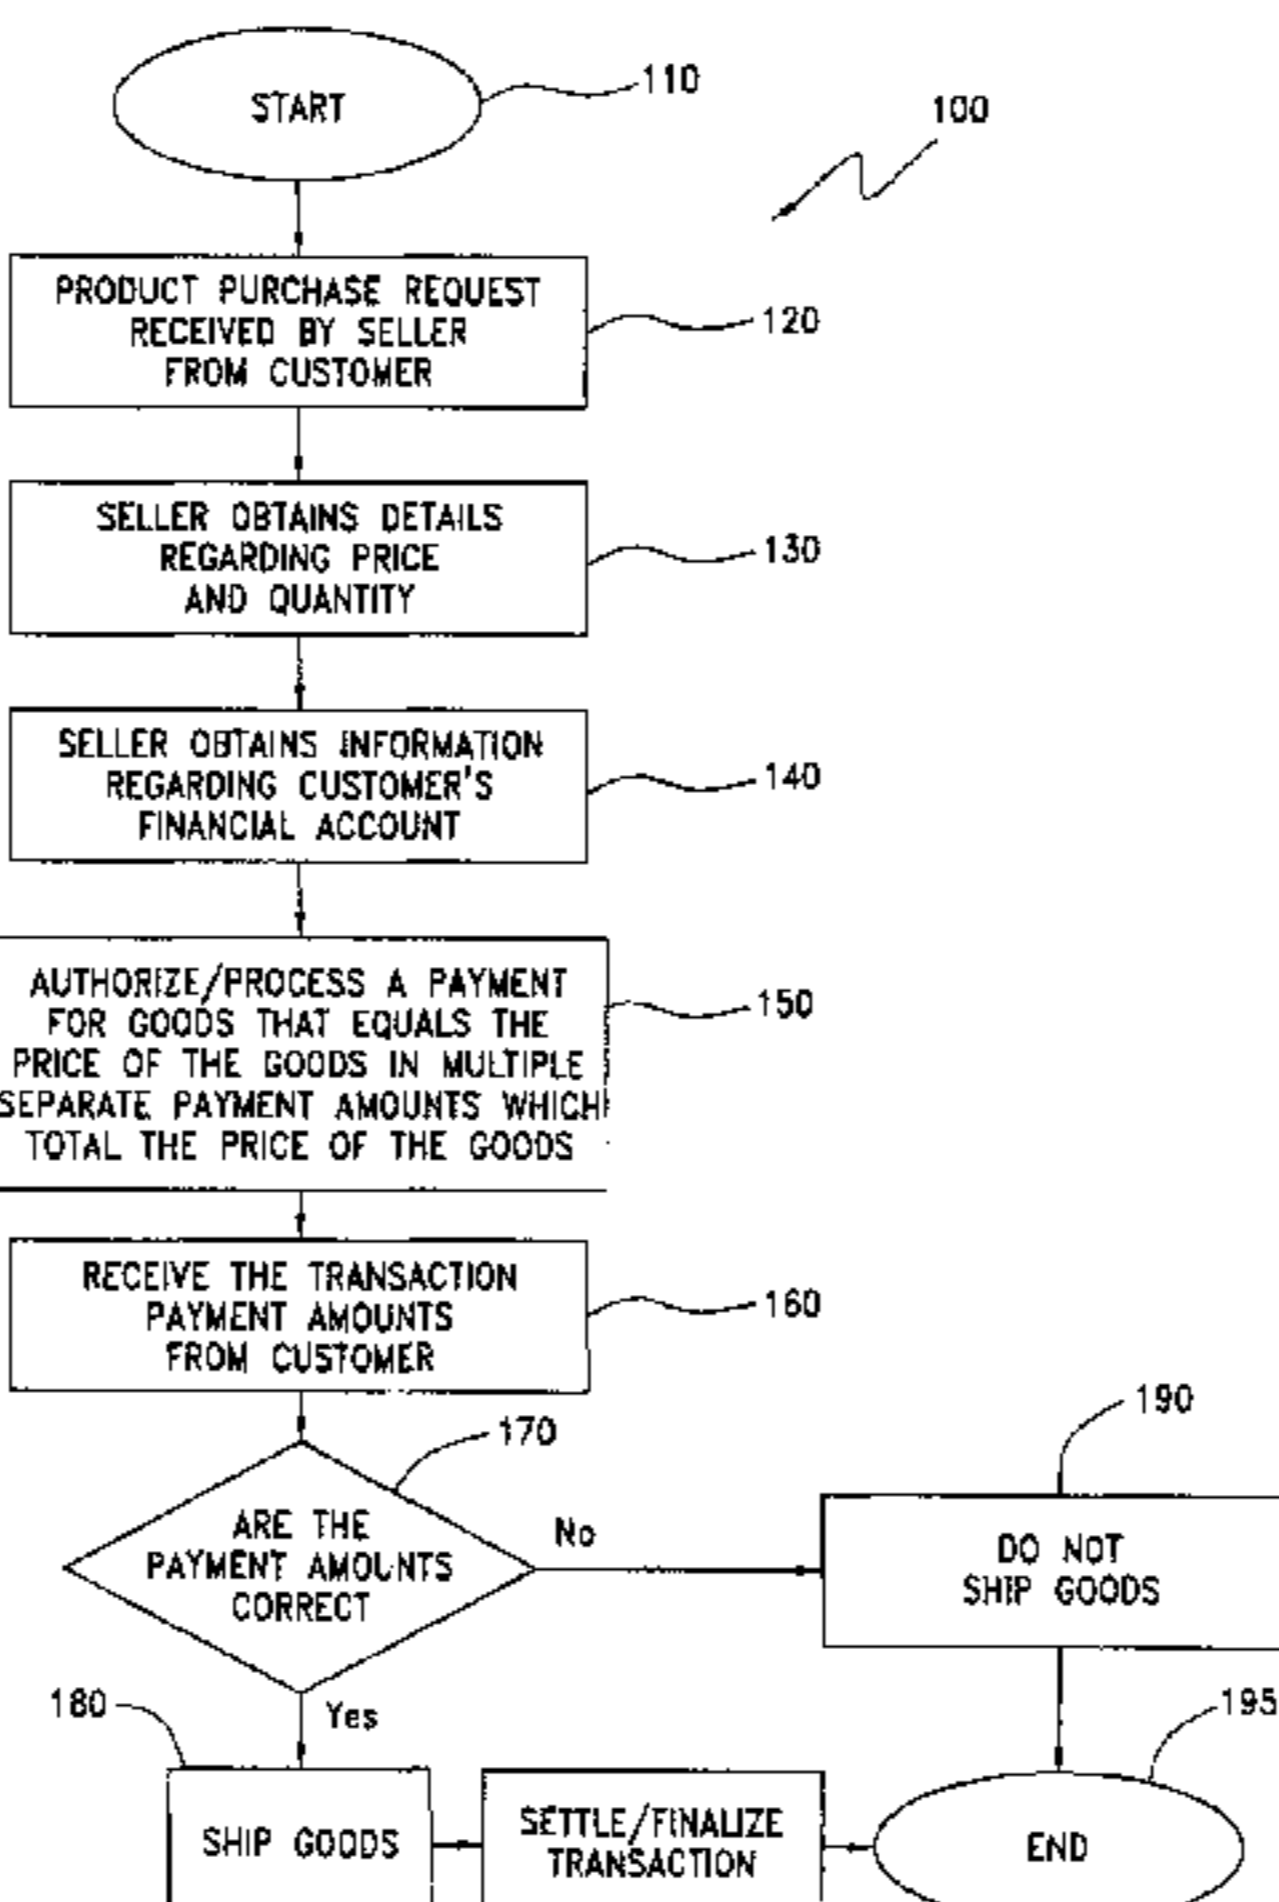 START
110
100
PRODUCT PURCHASE REQUEST
RECEIVED BY SELLER
FROM CUSTOMER
120
SELLER OBTAINS DETAILS
REGARDING PRICE
AND QUANTITY
130
SELLER OBTAINS INFORMATION
REGARDING CUSTOMER'S
FINANCIAL ACCOUNT
140
AUTHORIZE/PROCESS A PAYMENT
FOR GOODS THAT EQUALS THE
PRICE OF THE GOODS IN MULTIPLE
SEPARATE PAYMENT AMOUNTS WHICH
TOTAL THE PRICE OF THE GOODS
150
RECEIVE THE TRANSACTION
PAYMENT AMOUNTS
FROM CUSTOMER
160
170
ARE THE
PAYMENT AMOUNTS
CORRECT
No
190
DO NOT
SHIP GOODS
Yes
180
SHIP GOODS
SETTLE/FINALIZE
TRANSACTION
195
END